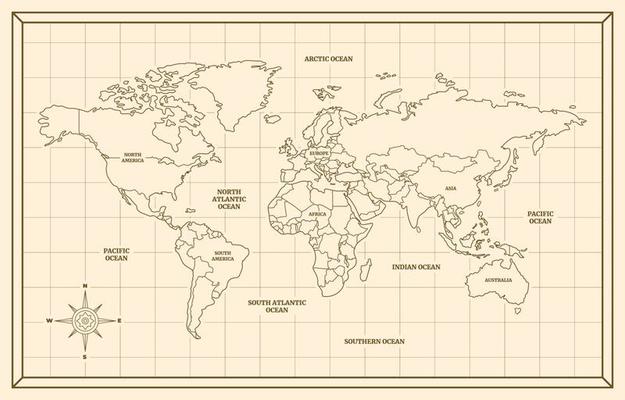 ARCTIC OCEAN
NORTH
AMERICA
EUROPE
ASIA
NORTH
ATLANTIC
OCEAN
AFRICA
PACIFIC
OCEAN
PACIFIC
OCEAN
SOUTH
AMERICA
INDIAN OCEAN
AUSTRALIA
SOUTH ATLANTIC
OCEAN
N
W
E
S
SOUTHERN OCEAN